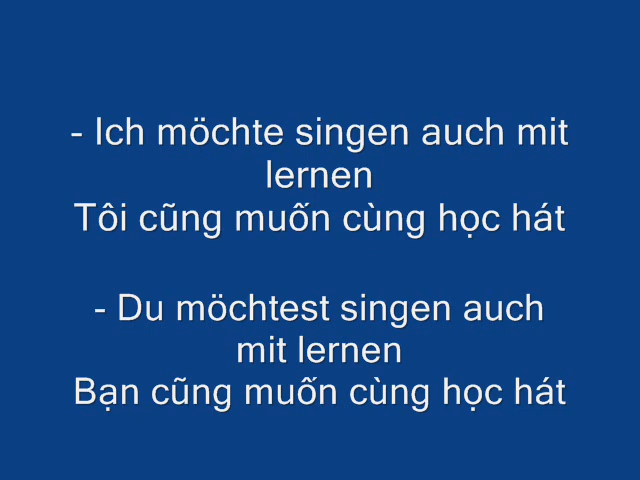 - Ich möchte singen auch mit
lernen
Tôi cũng muốn cùng học hát
- Du möchtest singen auch
mit lernen
Bạn cũng muốn cùng học hát